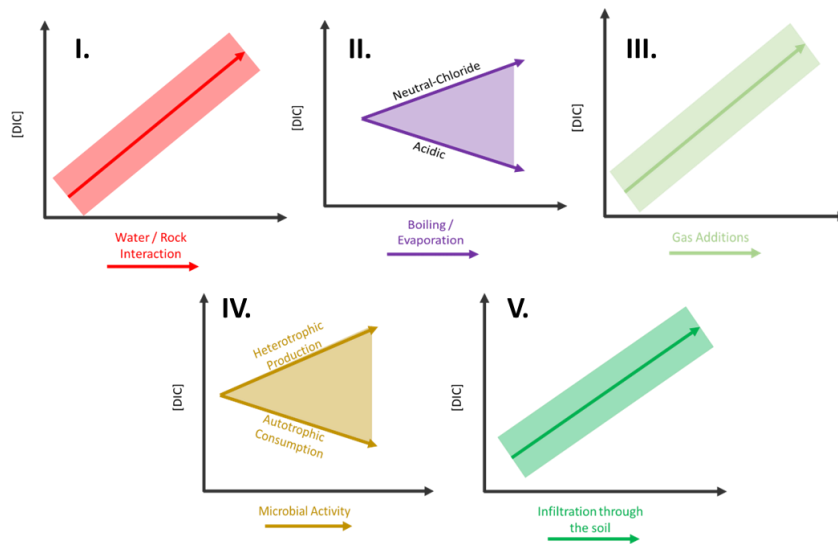 I.
[DIC]
Water / Rock
Interaction
II.
[DIC]
Neutral-Chloride
Acidic
Boiling /
Evaporation
III.
[DIC]
Gas Additions
IV.
[DIC]
Heterotrophic
Production
Autotrophic
Consumption
Microbial Activity
V.
[DIC]
Infiltration through
the soil